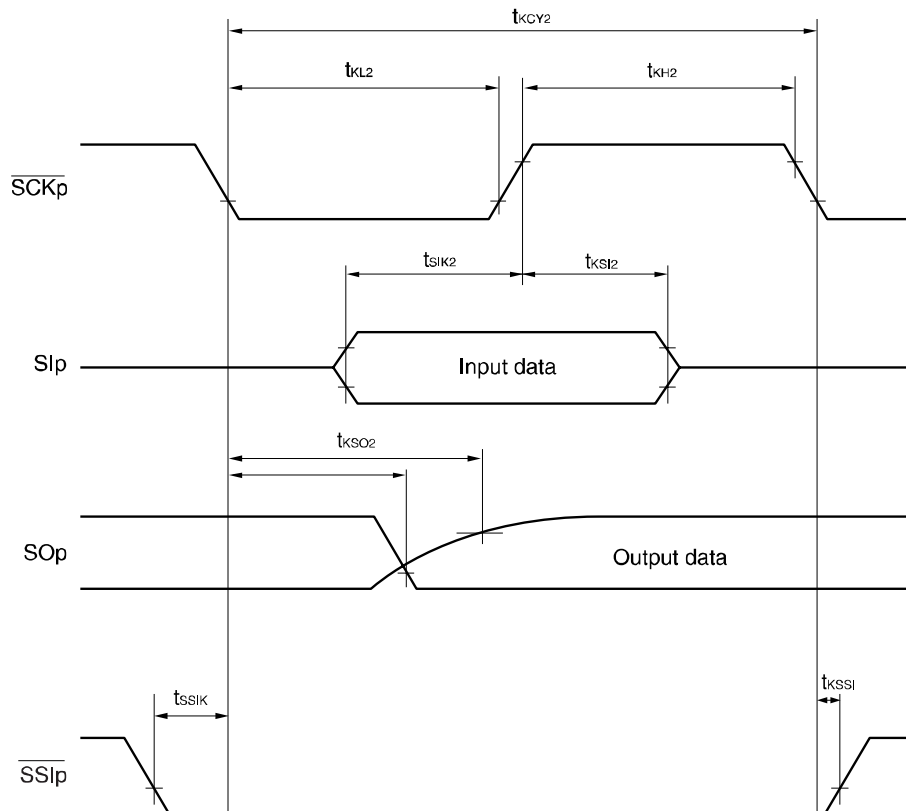 tKCY2
tKL2
tKH2
SCKp
tSIK2
tKSI2
SIp
Input data
tKSO2
SOp
Output data
tSSIK
tKSSI
SSIp